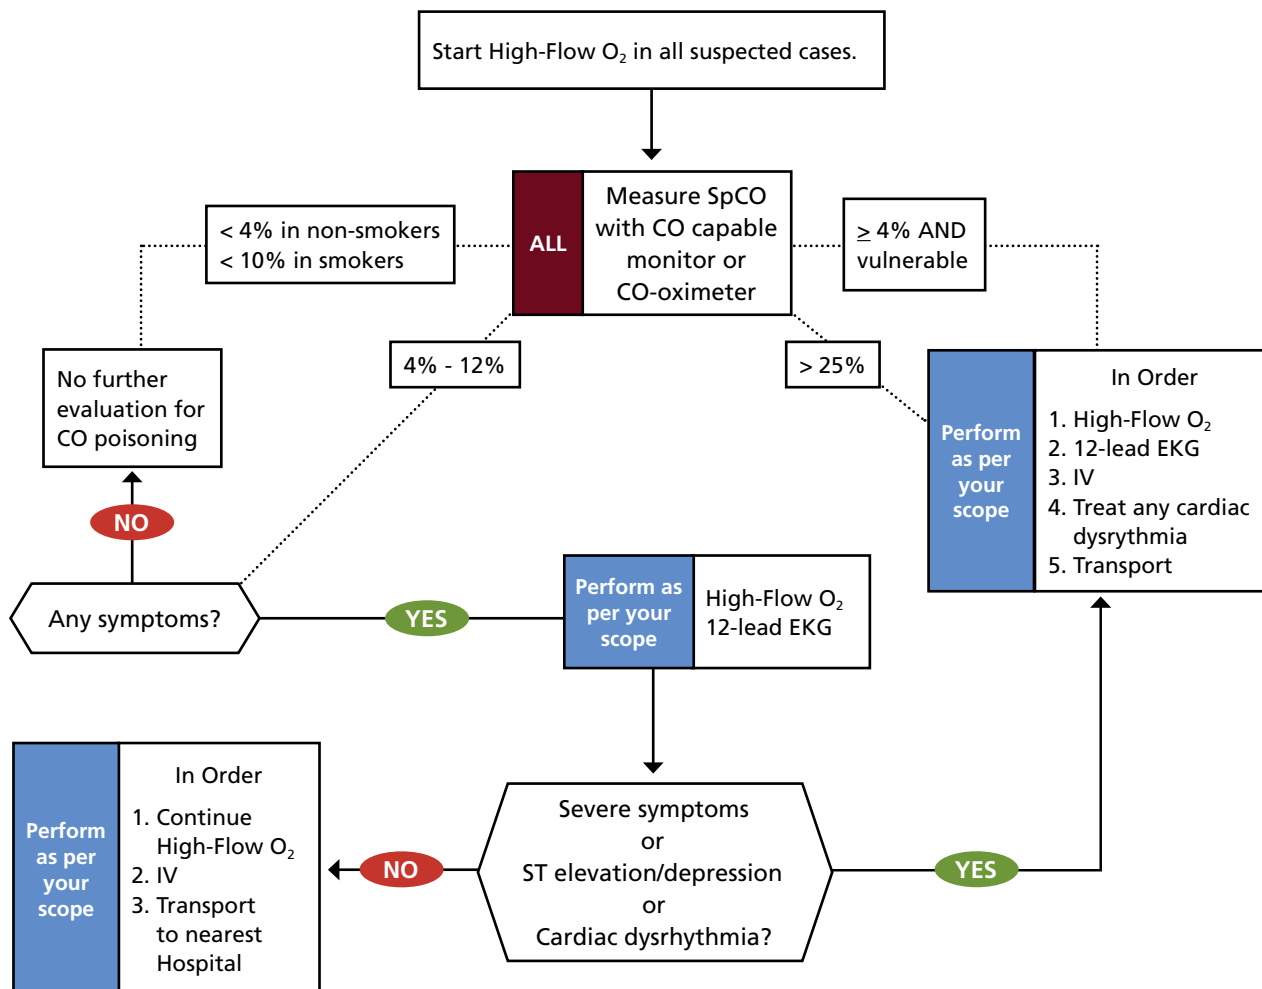 Start High-Flow O₂ in all suspected cases.
ALL
Measure SpCO
with CO capable
monitor or
CO-oximeter
< 4% in non-smokers
< 10% in smokers
≥ 4% AND
vulnerable
4% - 12%
> 25%
No further
evaluation for
CO poisoning
Perform
as per
your
scope
In Order
1. High-Flow O₂
2. 12-lead EKG
3. IV
4. Treat any cardiac
dysrythmia
5. Transport
NO
Any symptoms?
YES
Perform as
per your
scope
High-Flow O₂
12-lead EKG
Perform
as per
your
scope
In Order
1. Continue
High-Flow O₂
2. IV
3. Transport
to nearest
Hospital
NO
Severe symptoms
or
ST elevation/depression
or
Cardiac dysrhythmia?
YES